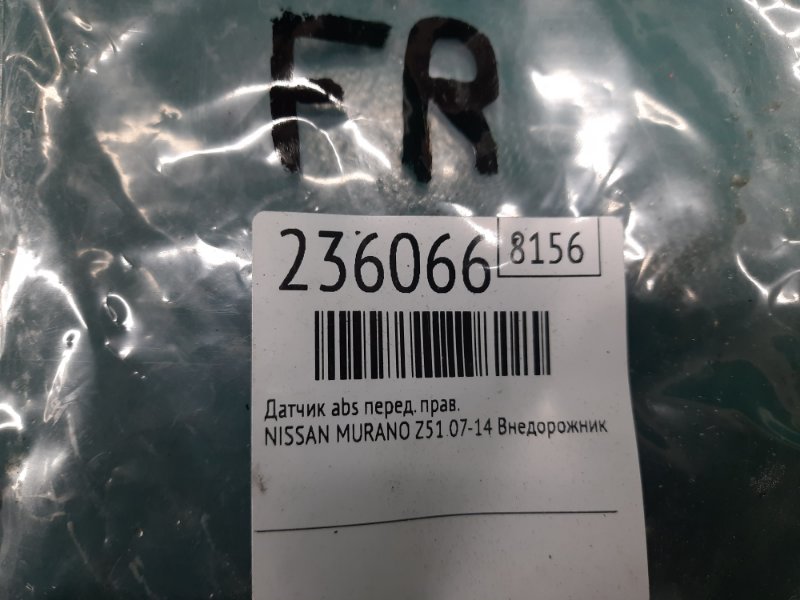 FR
236066 8156
Датчик abs перед. прав.
NISSAN MURANO Z51.07-14 Внедорожник